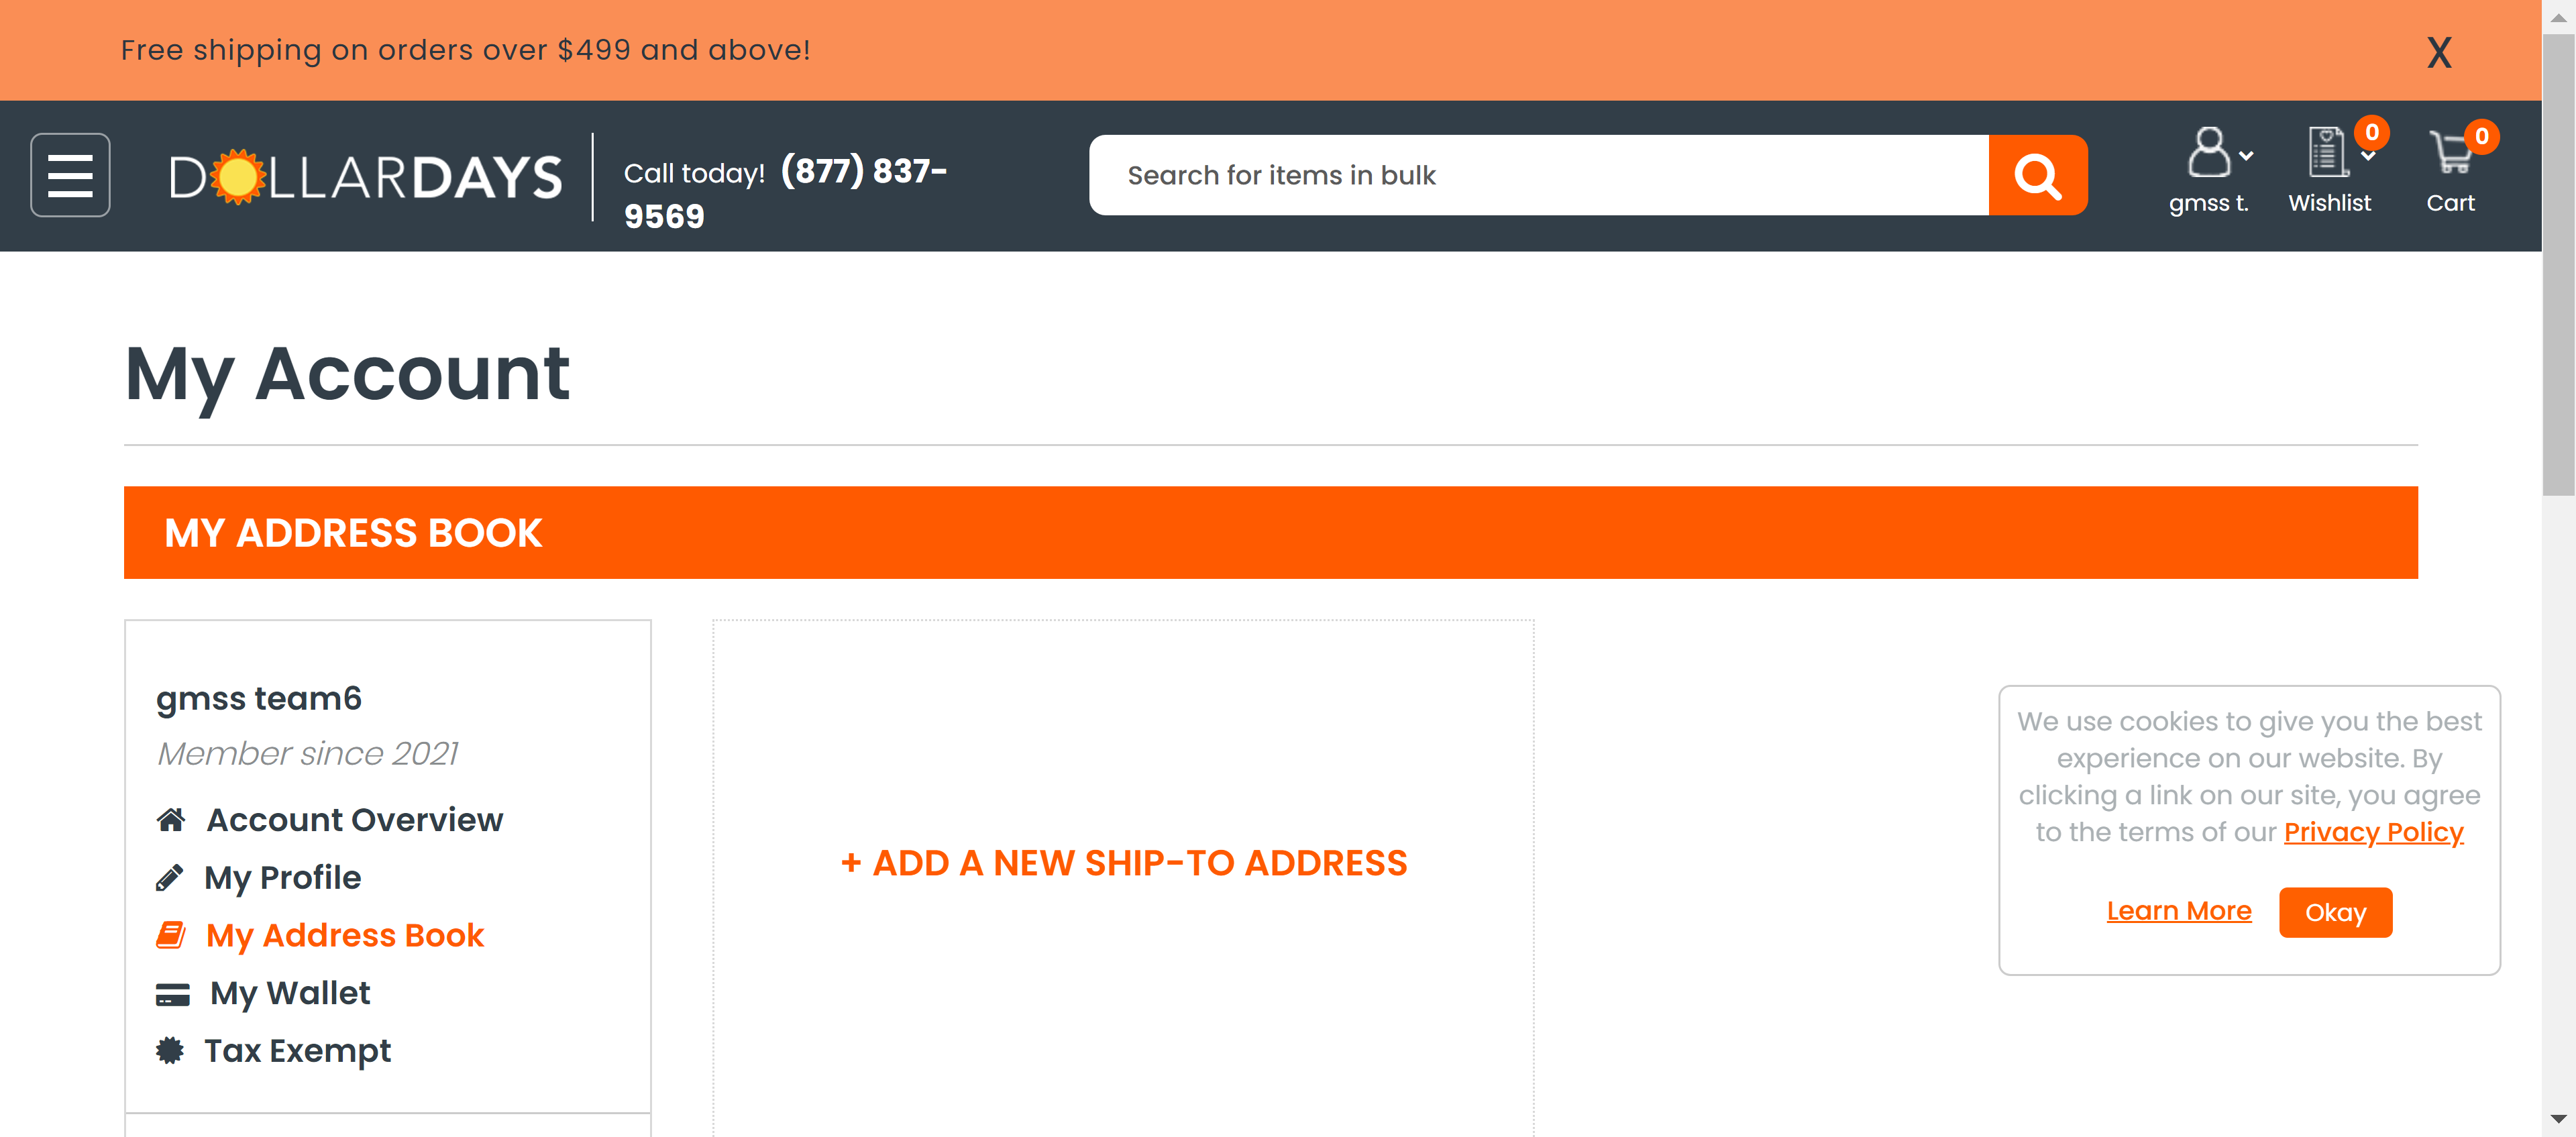 Free shipping on orders over $499 and above!
X
DOLLARDAYS
Call today! (877) 837-
9569
Search for items in bulk
gmss t.
0
Wishlist
0
Cart
My Account
MY ADDRESS BOOK
gmss team6
Member since 2021
Account Overview
My Profile
My Address Book
My Wallet
Tax Exempt
+ ADD A NEW SHIP-TO ADDRESS
We use cookies to give you the best
experience on our website. By
clicking a link on our site, you agree
to the terms of our Privacy Policy
Learn More
Okay